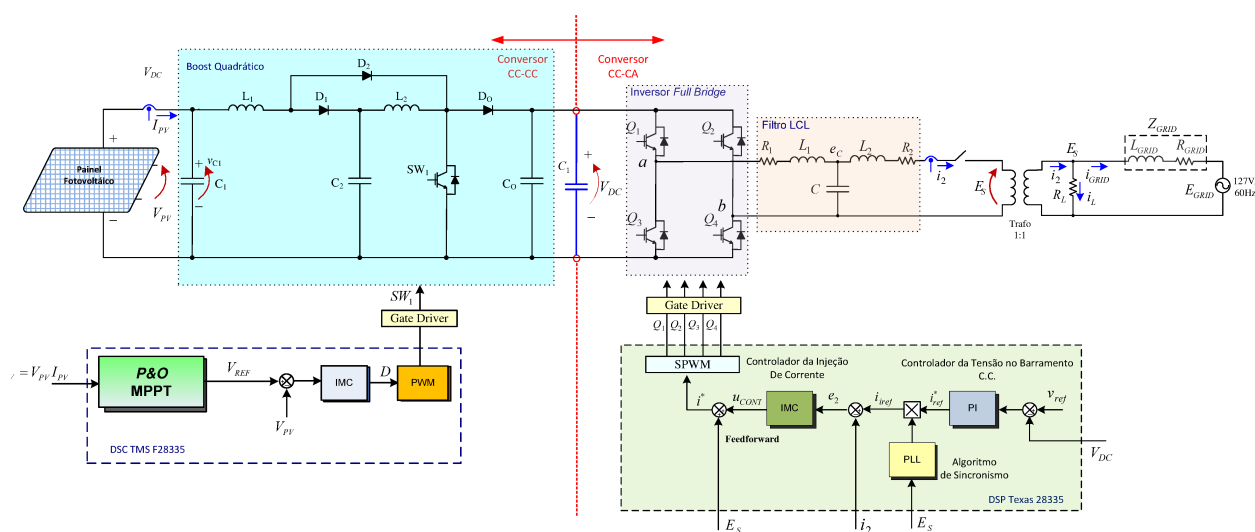 Conversor
CC-CC
Conversor
CC-CA
Boost Quadrático
V_DC
D_2
L_1
D_1
L_2
D_O
I_PV
+
Painel
Fotovoltáico
−
+
−
V_PV
+
v_C1
−
C_1
C_2
SW_1
C_O
C_1
+
−
V_DC
Inversor Full Bridge
Q_1
Q_2
a
b
Q_3
Q_4
Filtro LCL
R_1
L_1
e_C
L_2
R_2
C
i_2
E_S
Trafo
1:1
i_2
E_S
i_GRID
R_L
i_L
Z_GRID
L_GRID
R_GRID
E_GRID
127V
60Hz
SW_1
Gate Driver
= V_PV I_PV
P&O
MPPT
V_REF
V_PV
IMC
D
PWM
DSC TMS F28335
Gate Driver
Q_1
Q_2
Q_3
Q_4
SPWM
Controlador da Injeção
De Corrente
Controlador da Tensão no Barramento
C.C.
i*
u_CONT
IMC
e_2
i_iref
i*_ref
PI
v_ref
Feedforward
PLL
Algoritmo
de Sincronismo
V_DC
DSP Texas 28335
E_S
i_2
E_S